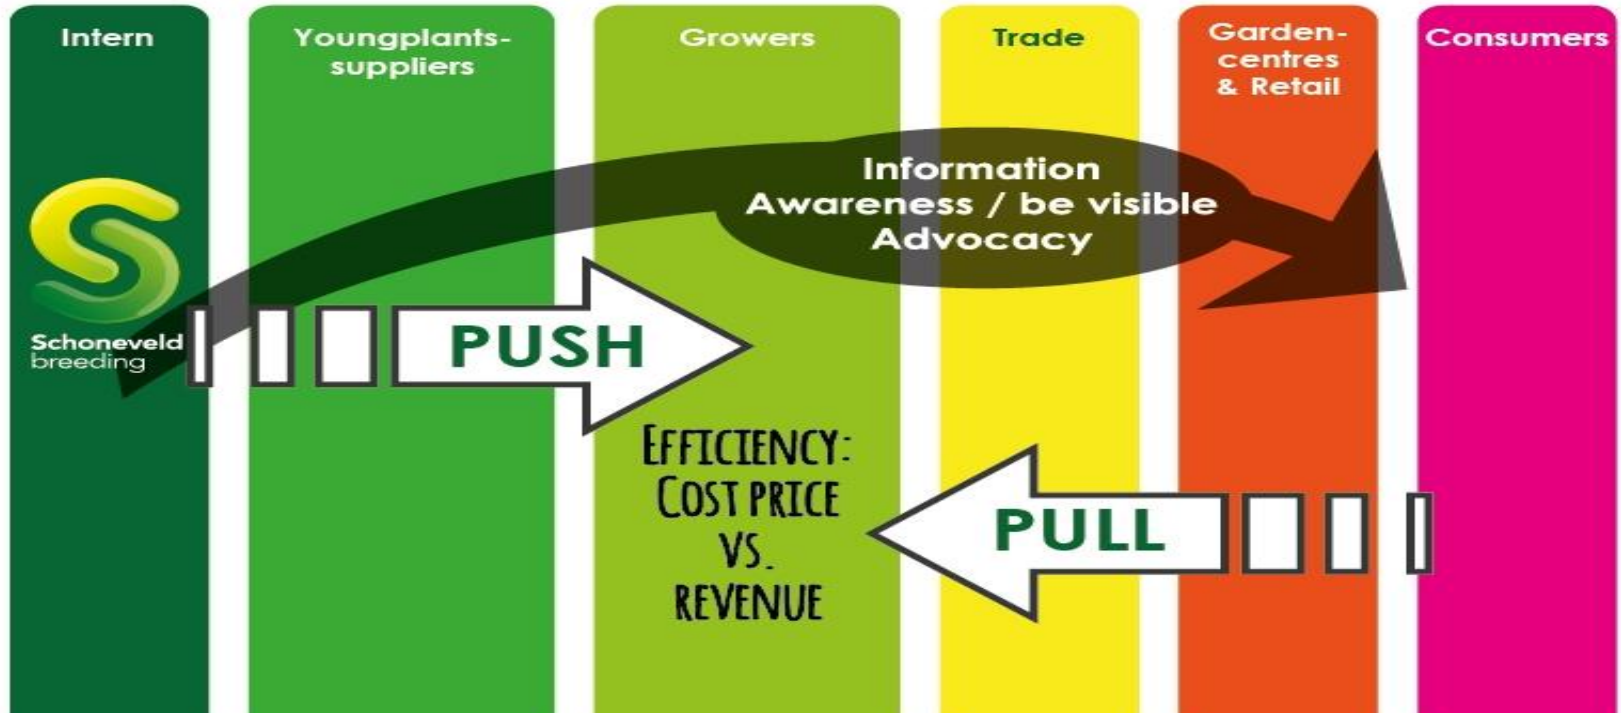 Intern
Youngplants-
suppliers
Growers
Trade
Garden-
centres
& Retail
Consumers
Information
Awareness / be visible
Advocacy
Schoneveld
breeding
PUSH
EFFICIENCY:
COST PRICE
VS.
REVENUE
PULL